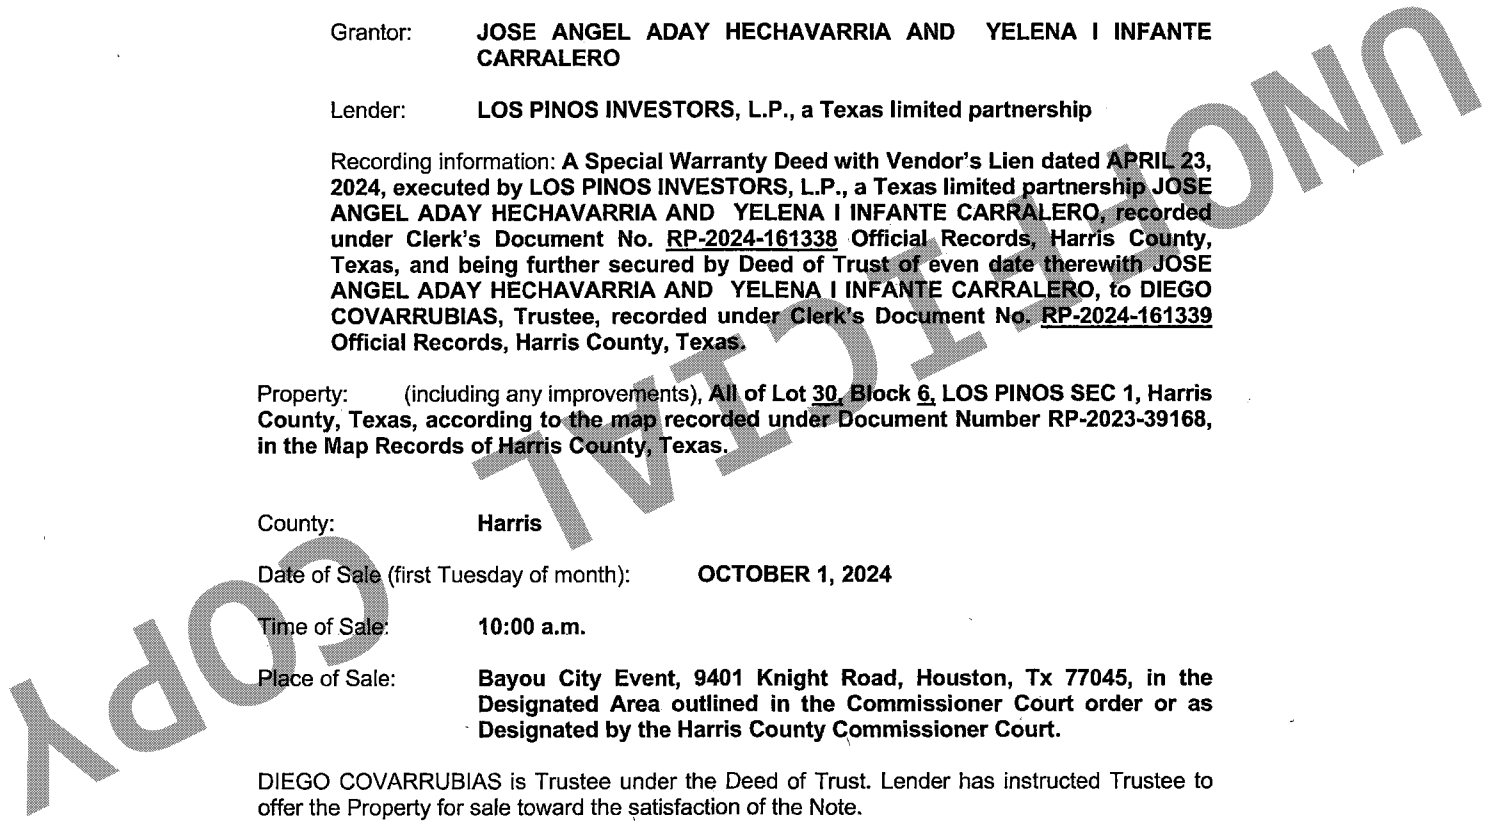 Grantor: JOSE ANGEL ADAY HECHAVARRIA AND YELENA I INFANTE
CARRALERO
Lender: LOS PINOS INVESTORS, L.P., a Texas limited partnership
Recording information: A Special Warranty Deed with Vendor's Lien dated APRIL 23,
2024, executed by LOS PINOS INVESTORS, L.P., a Texas limited partnership JOSE
ANGEL ADAY HECHAVARRIA AND YELENA I INFANTE CARRALERO, recorded
under Clerk's Document No. RP-2024-161338 Official Records, Harris County,
Texas, and being further secured by Deed of Trust of even date therewith JOSE
ANGEL ADAY HECHAVARRIA AND YELENA I INFANTE CARRALERO, to DIEGO
COVARRUBIAS, Trustee, recorded under Clerk's Document No. RP-2024-161339
Official Records, Harris County, Texas.
Property: (including any improvements), All of Lot 30, Block 6, LOS PINOS SEC 1, Harris
County, Texas, according to the map recorded under Document Number RP-2023-39168,
in the Map Records of Harris County, Texas.
County: Harris
Date of Sale (first Tuesday of month): OCTOBER 1, 2024
Time of Sale: 10:00 a.m.
Place of Sale: Bayou City Event, 9401 Knight Road, Houston, Tx 77045, in the
Designated Area outlined in the Commissioner Court order or as
Designated by the Harris County Commissioner Court.
DIEGO COVARRUBIAS is Trustee under the Deed of Trust. Lender has instructed Trustee to
offer the Property for sale toward the satisfaction of the Note.
UNOFFICIAL COPY